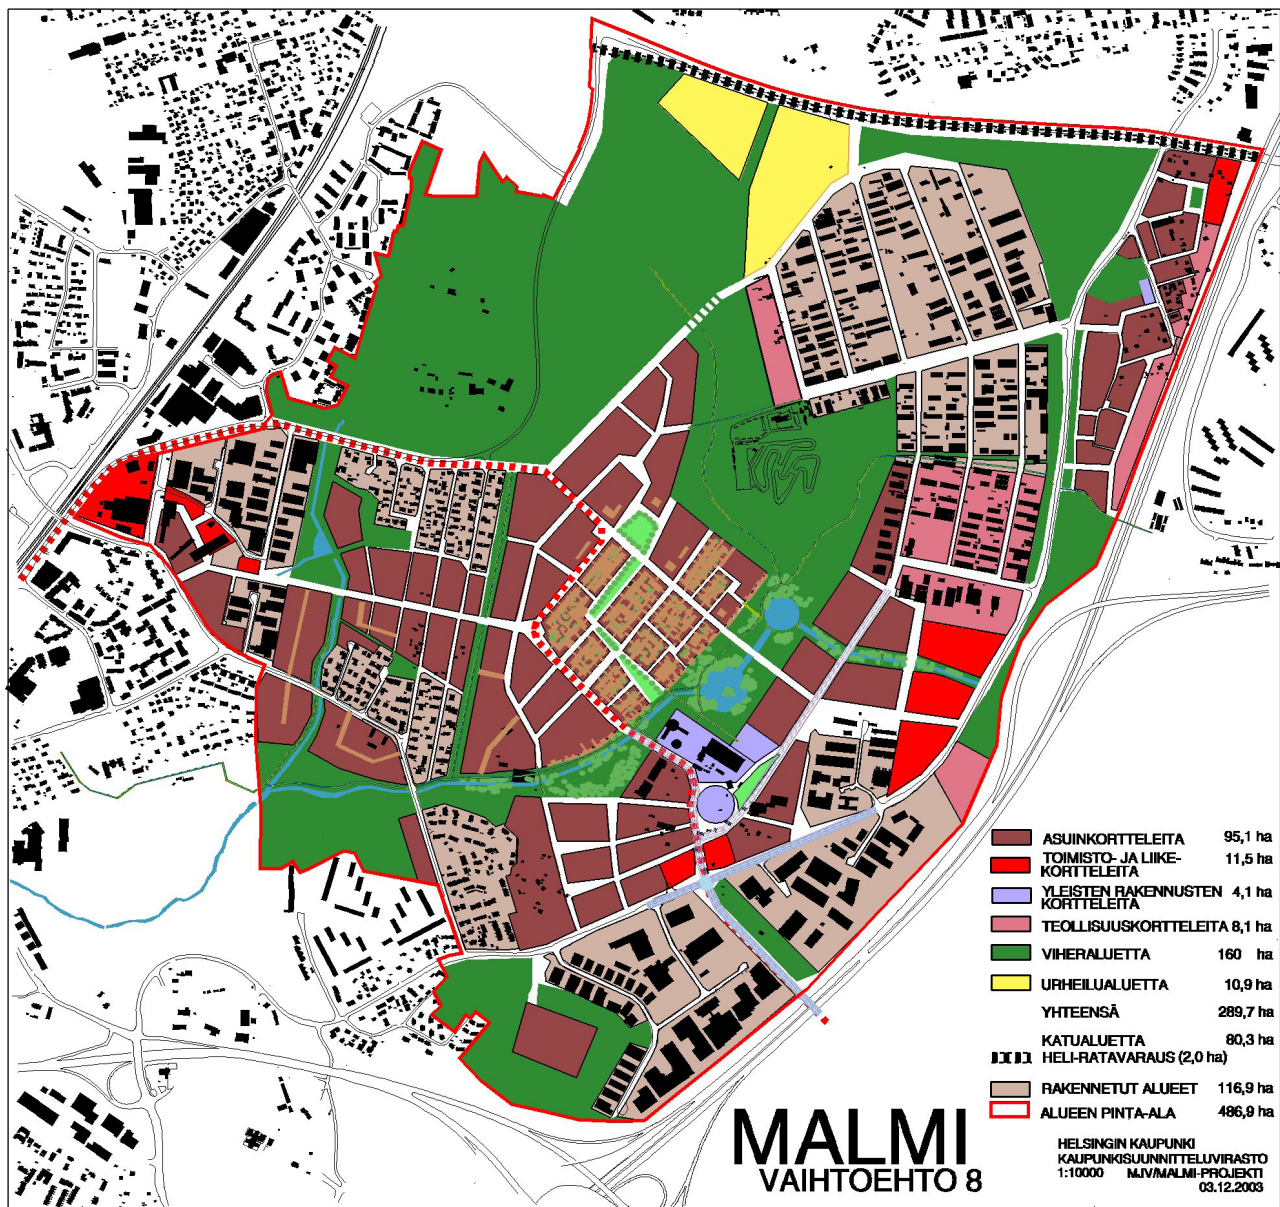 ASUINKORTTELEITA 95,1 ha
TOIMISTO- JA LIIKE- 11,5 ha
KORTTELEITA
YLEISTEN RAKENNUSTEN 4,1 ha
KORTTELEITA
TEOLLISUUSKORTTELEITA 8,1 ha
VIHERALUETTA 160 ha
URHEILUALUETTA 10,9 ha
YHTEENSÄ 289,7 ha
KATUALUETTA 80,3 ha
HELI-RATAVARAUS (2,0 ha)
RAKENNETUT ALUEET 116,9 ha
ALUEEN PINTA-ALA 486,9 ha
MALMI
VAIHTOEHTO 8
HELSINGIN KAUPUNKI
KAUPUNKISUUNNITTELUVIRASTO
1:10000 MJV/MALMI-PROJEKTI
03.12.2003